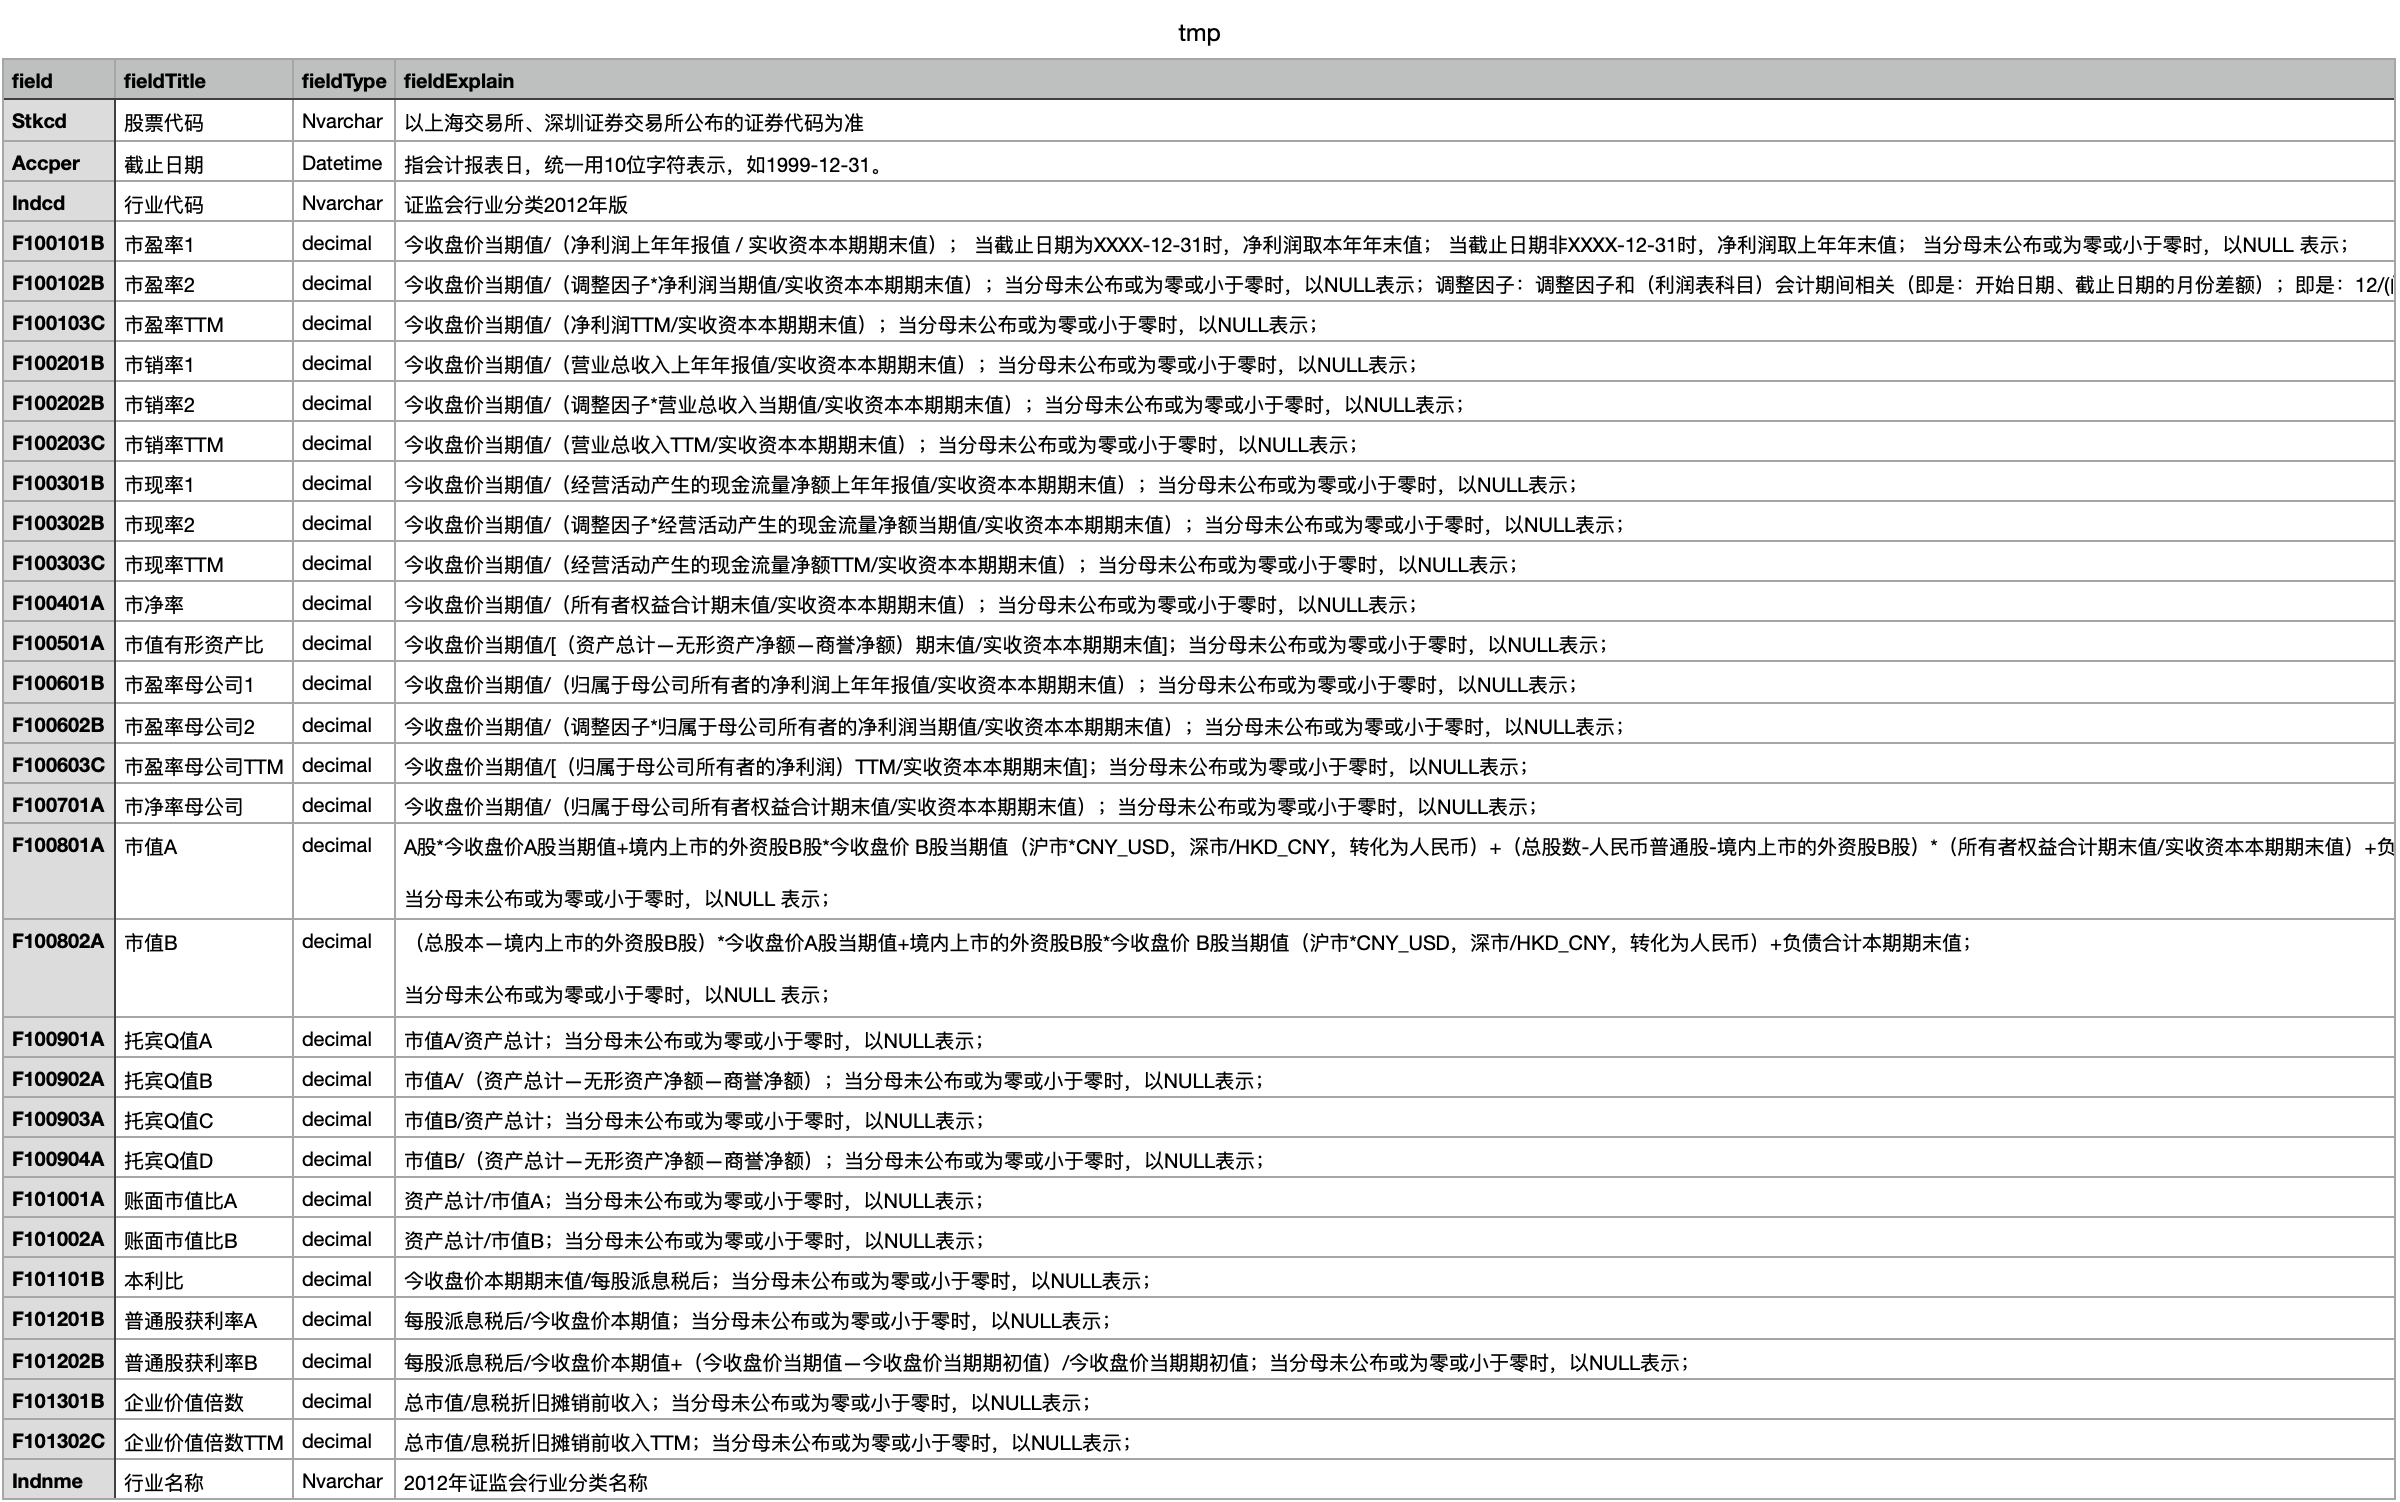 tmp
field fieldTitle fieldType fieldExplain
Stkcd 股票代码 Nvarchar 以上海交易所、深圳证券交易所公布的证券代码为准
Accper 截止日期 Datetime 指会计报表日，统一用10位字符表示，如1999-12-31。
Indcd 行业代码 Nvarchar 证监会行业分类2012年版
F100101B 市盈率1 decimal 今收盘价当期值/（净利润上年年报值 / 实收资本本期期末值）； 当截止日期为XXXX-12-31时，净利润取本年年末值； 当截止日期非XXXX-12-31时，净利润取上年年末值； 当分母未公布或为零或小于零时，以NULL 表示；
F100102B 市盈率2 decimal 今收盘价当期值/（调整因子*净利润当期值/实收资本本期期末值）；当分母未公布或为零或小于零时，以NULL表示；调整因子：调整因子和（利润表科目）会计期间相关（即是：开始日期、截止日期的月份差额）；即是：12/(
F100103C 市盈率TTM decimal 今收盘价当期值/（净利润TTM/实收资本本期期末值）；当分母未公布或为零或小于零时，以NULL表示；
F100201B 市销率1 decimal 今收盘价当期值/（营业总收入上年年报值/实收资本本期期末值）；当分母未公布或为零或小于零时，以NULL表示；
F100202B 市销率2 decimal 今收盘价当期值/（调整因子*营业总收入当期值/实收资本本期期末值）；当分母未公布或为零或小于零时，以NULL表示；
F100203C 市销率TTM decimal 今收盘价当期值/（营业总收入TTM/实收资本本期期末值）；当分母未公布或为零或小于零时，以NULL表示；
F100301B 市现率1 decimal 今收盘价当期值/（经营活动产生的现金流量净额上年年报值/实收资本本期期末值）；当分母未公布或为零或小于零时，以NULL表示；
F100302B 市现率2 decimal 今收盘价当期值/（调整因子*经营活动产生的现金流量净额当期值/实收资本本期期末值）；当分母未公布或为零或小于零时，以NULL表示；
F100303C 市现率TTM decimal 今收盘价当期值/（经营活动产生的现金流量净额TTM/实收资本本期期末值）；当分母未公布或为零或小于零时，以NULL表示；
F100401A 市净率 decimal 今收盘价当期值/（所有者权益合计期末值/实收资本本期期末值）；当分母未公布或为零或小于零时，以NULL表示；
F100501A 市值有形资产比 decimal 今收盘价当期值/[（资产总计—无形资产净额—商誉净额）期末值/实收资本本期期末值]；当分母未公布或为零或小于零时，以NULL表示；
F100601B 市盈率母公司1 decimal 今收盘价当期值/（归属于母公司所有者的净利润上年年报值/实收资本本期期末值）；当分母未公布或为零或小于零时，以NULL表示；
F100602B 市盈率母公司2 decimal 今收盘价当期值/（调整因子*归属于母公司所有者的净利润当期值/实收资本本期期末值）；当分母未公布或为零或小于零时，以NULL表示；
F100603C 市盈率母公司TTM decimal 今收盘价当期值/[（归属于母公司所有者的净利润）TTM/实收资本本期期末值]；当分母未公布或为零或小于零时，以NULL表示；
F100701A 市净率母公司 decimal 今收盘价当期值/（归属于母公司所有者权益合计期末值/实收资本本期期末值）；当分母未公布或为零或小于零时，以NULL表示；
F100801A 市值A decimal A股*今收盘价A股当期值+境内上市的外资股B股*今收盘价 B股当期值（沪市*CNY_USD，深市/HKD_CNY，转化为人民币）+（总股数-人民币普通股-境内上市的外资股B股）*（所有者权益合计期末值/实收资本本期期末值）+负
当分母未公布或为零或小于零时，以NULL 表示；
F100802A 市值B decimal （总股本—境内上市的外资股B股）*今收盘价A股当期值+境内上市的外资股B股*今收盘价 B股当期值（沪市*CNY_USD，深市/HKD_CNY，转化为人民币）+负债合计本期期末值；
当分母未公布或为零或小于零时，以NULL 表示；
F100901A 托宾Q值A decimal 市值A/资产总计；当分母未公布或为零或小于零时，以NULL表示；
F100902A 托宾Q值B decimal 市值A/（资产总计—无形资产净额—商誉净额）；当分母未公布或为零或小于零时，以NULL表示；
F100903A 托宾Q值C decimal 市值B/资产总计；当分母未公布或为零或小于零时，以NULL表示；
F100904A 托宾Q值D decimal 市值B/（资产总计—无形资产净额—商誉净额）；当分母未公布或为零或小于零时，以NULL表示；
F101001A 账面市值比A decimal 资产总计/市值A；当分母未公布或为零或小于零时，以NULL表示；
F101002A 账面市值比B decimal 资产总计/市值B；当分母未公布或为零或小于零时，以NULL表示；
F101101B 本利比 decimal 今收盘价本期期末值/每股派息税后；当分母未公布或为零或小于零时，以NULL表示；
F101201B 普通股获利率A decimal 每股派息税后/今收盘价本期值；当分母未公布或为零或小于零时，以NULL表示；
F101202B 普通股获利率B decimal 每股派息税后/今收盘价本期值+（今收盘价当期值—今收盘价当期期初值）/今收盘价当期期初值；当分母未公布或为零或小于零时，以NULL表示；
F101301B 企业价值倍数 decimal 总市值/息税折旧摊销前收入；当分母未公布或为零或小于零时，以NULL表示；
F101302C 企业价值倍数TTM decimal 总市值/息税折旧摊销前收入TTM；当分母未公布或为零或小于零时，以NULL表示；
Indnme 行业名称 Nvarchar 2012年证监会行业分类名称